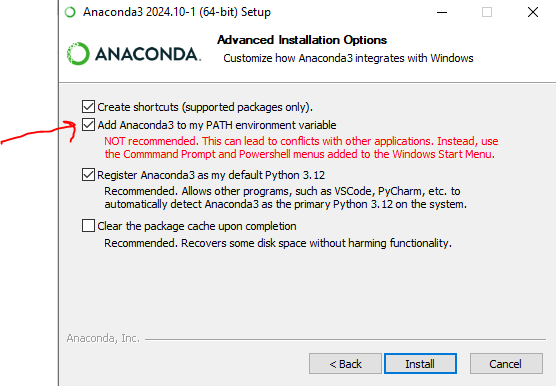 Anaconda3 2024.10-1 (64-bit) Setup
ANACONDA.
Advanced Installation Options
Customize how Anaconda3 integrates with Windows
Create shortcuts (supported packages only).
Add Anaconda3 to my PATH environment variable
NOT recommended. This can lead to conflicts with other applications. Instead, use
the Commmand Prompt and Powershell menus added to the Windows Start Menu.
Register Anaconda3 as my default Python 3.12
Recommended. Allows other programs, such as VSCode, PyCharm, etc. to
automatically detect Anaconda3 as the primary Python 3.12 on the system.
Clear the package cache upon completion
Recommended. Recovers some disk space without harming functionality.
Anaconda, Inc.
< Back
Install
Cancel